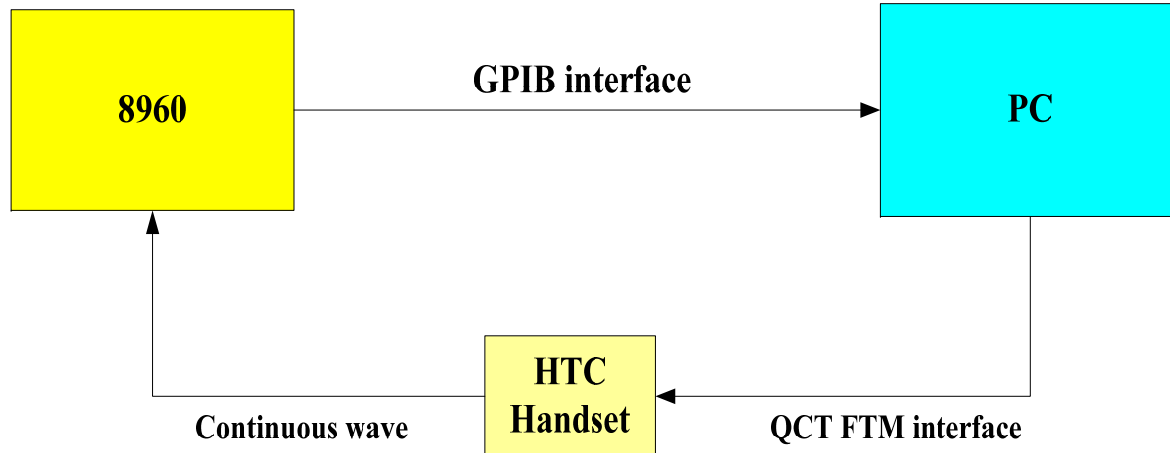 8960
GPIB interface
PC
HTC
Handset
Continuous wave
QCT FTM interface